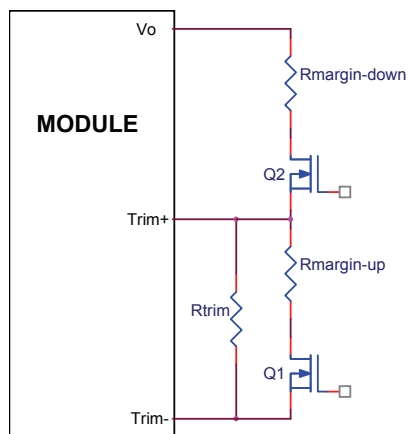 Vo
Rmargin-down
MODULE
Q2
Trim+
Rmargin-up
Rtrim
Q1
Trim-